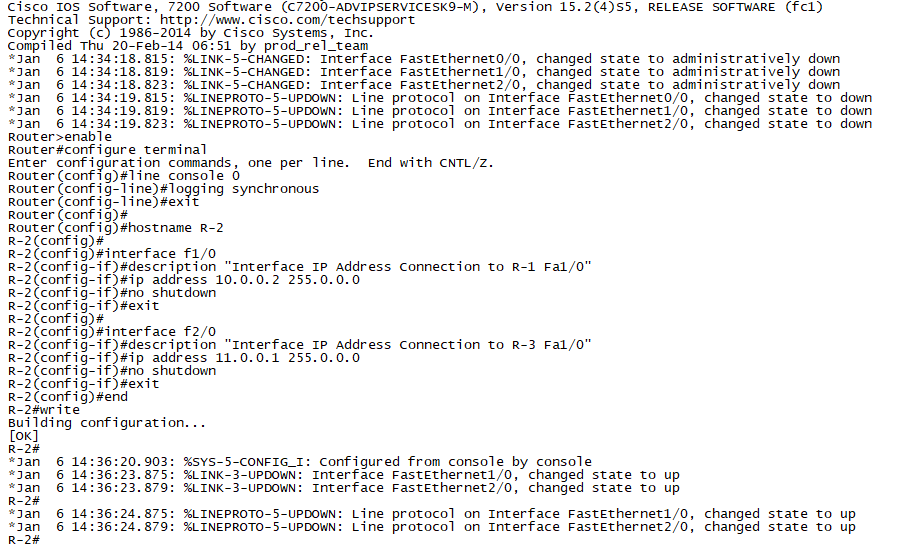 Cisco IOS Software, 7200 Software (C7200-ADVIPSERVICESK9-M), Version 15.2(4)S5, RELEASE SOFTWARE (fc1)
Technical Support: http://www.cisco.com/techsupport
Copyright (c) 1986-2014 by Cisco Systems, Inc.
Compiled Thu 20-Feb-14 06:51 by prod_rel_team
*Jan  6 14:34:18.815: %LINK-5-CHANGED: Interface FastEthernet0/0, changed state to administratively down
*Jan  6 14:34:18.819: %LINK-5-CHANGED: Interface FastEthernet1/0, changed state to administratively down
*Jan  6 14:34:18.823: %LINK-5-CHANGED: Interface FastEthernet2/0, changed state to administratively down
*Jan  6 14:34:19.815: %LINEPROTO-5-UPDOWN: Line protocol on Interface FastEthernet0/0, changed state to down
*Jan  6 14:34:19.819: %LINEPROTO-5-UPDOWN: Line protocol on Interface FastEthernet1/0, changed state to down
*Jan  6 14:34:19.823: %LINEPROTO-5-UPDOWN: Line protocol on Interface FastEthernet2/0, changed state to down
Router>enable
Router#configure terminal
Enter configuration commands, one per line.  End with CNTL/Z.
Router(config)#line console 0
Router(config-line)#logging synchronous
Router(config-line)#exit
Router(config)#
Router(config)#hostname R-2
R-2(config)#
R-2(config)#interface f1/0
R-2(config-if)#description "Interface IP Address Connection to R-1 Fa1/0"
R-2(config-if)#ip address 10.0.0.2 255.0.0.0
R-2(config-if)#no shutdown
R-2(config-if)#exit
R-2(config)#
R-2(config)#interface f2/0
R-2(config-if)#description "Interface IP Address Connection to R-3 Fa1/0"
R-2(config-if)#ip address 11.0.0.1 255.0.0.0
R-2(config-if)#no shutdown
R-2(config-if)#exit
R-2(config)#end
R-2#write
Building configuration...
[OK]
R-2#
*Jan  6 14:36:20.903: %SYS-5-CONFIG_I: Configured from console by console
*Jan  6 14:36:23.875: %LINK-3-UPDOWN: Interface FastEthernet1/0, changed state to up
*Jan  6 14:36:23.879: %LINK-3-UPDOWN: Interface FastEthernet2/0, changed state to up
R-2#
*Jan  6 14:36:24.875: %LINEPROTO-5-UPDOWN: Line protocol on Interface FastEthernet1/0, changed state to up
*Jan  6 14:36:24.879: %LINEPROTO-5-UPDOWN: Line protocol on Interface FastEthernet2/0, changed state to up
R-2#